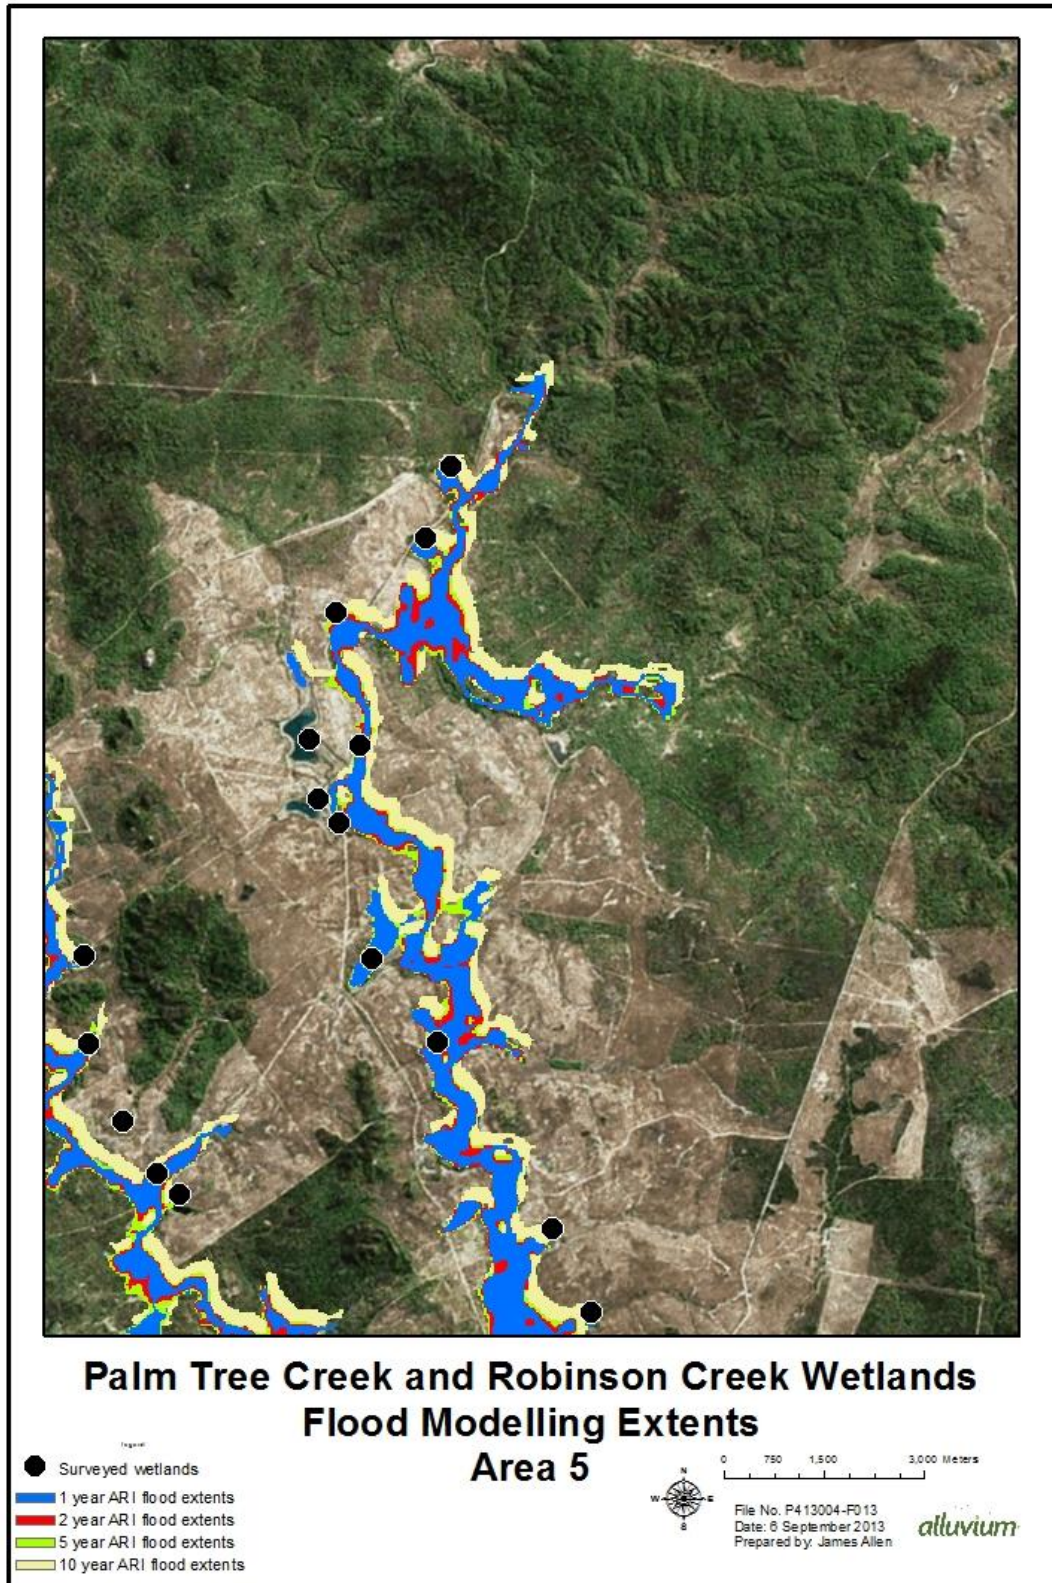 Palm Tree Creek and Robinson Creek Wetlands
Flood Modelling Extents
Area 5
legend
Surveyed wetlands
1 year ARI flood extents
2 year ARI flood extents
5 year ARI flood extents
10 year ARI flood extents
N
W E
S
0 750 1,500 3,000 Meters
File No. P413004-F013
Date: 6 September 2013
Prepared by: James Allen
alluvium